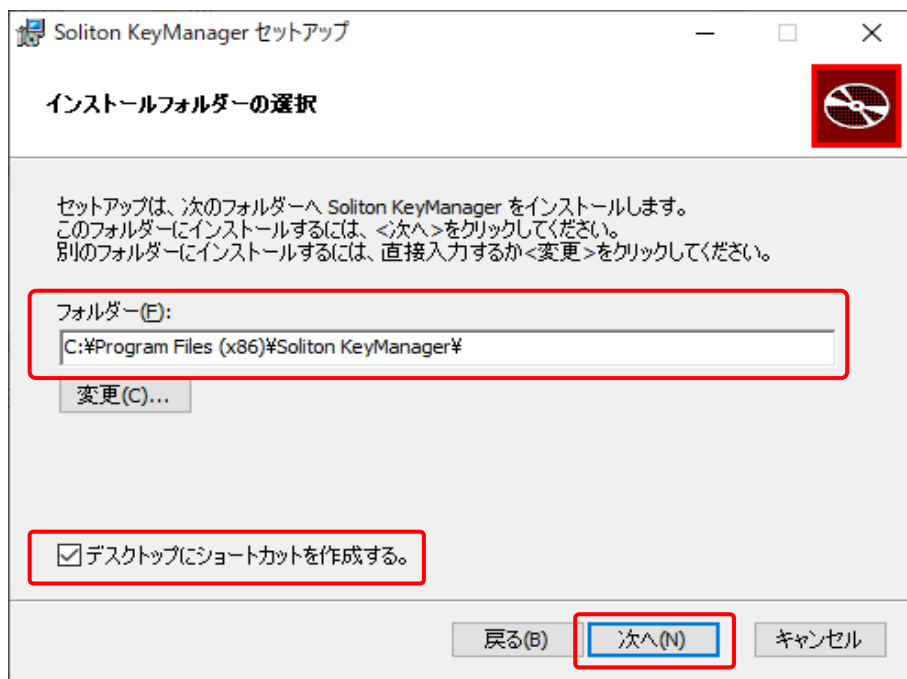 Soliton KeyManager セットアップ
インストールフォルダーの選択
セットアップは、次のフォルダーへ Soliton KeyManager をインストールします。
このフォルダーにインストールするには、<次へ>をクリックしてください。
別のフォルダーにインストールするには、直接入力するか<変更>をクリックしてください。
フォルダー(F):
C:¥Program Files (x86)¥Soliton KeyManager¥
変更(C)...
デスクトップにショートカットを作成する。
戻る(B) 次へ(N) キャンセル